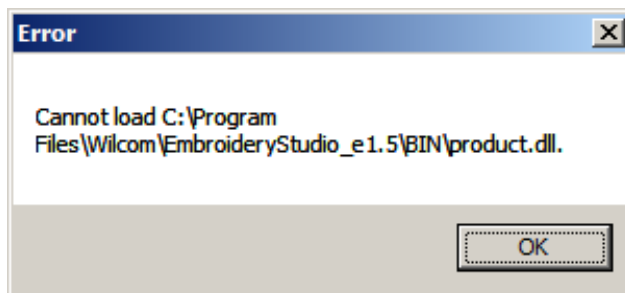 Error
Cannot load C:\Program
Files\Wilcom\EmbroideryStudio_e1.5\BIN\product.dll.
OK